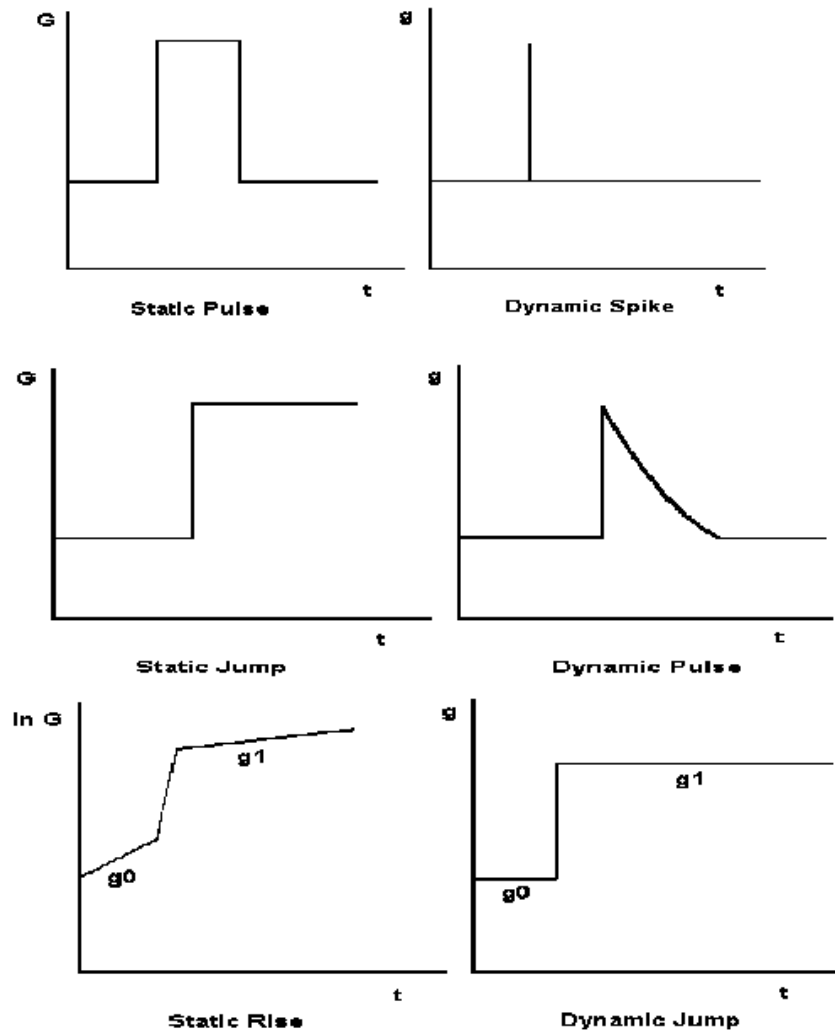 G
g
t
t
Static Pulse
Dynamic Spike
G
g
t
t
Static Jump
Dynamic Pulse
ln G
g
g1
g0
g1
g0
t
t
Static Rise
Dynamic Jump